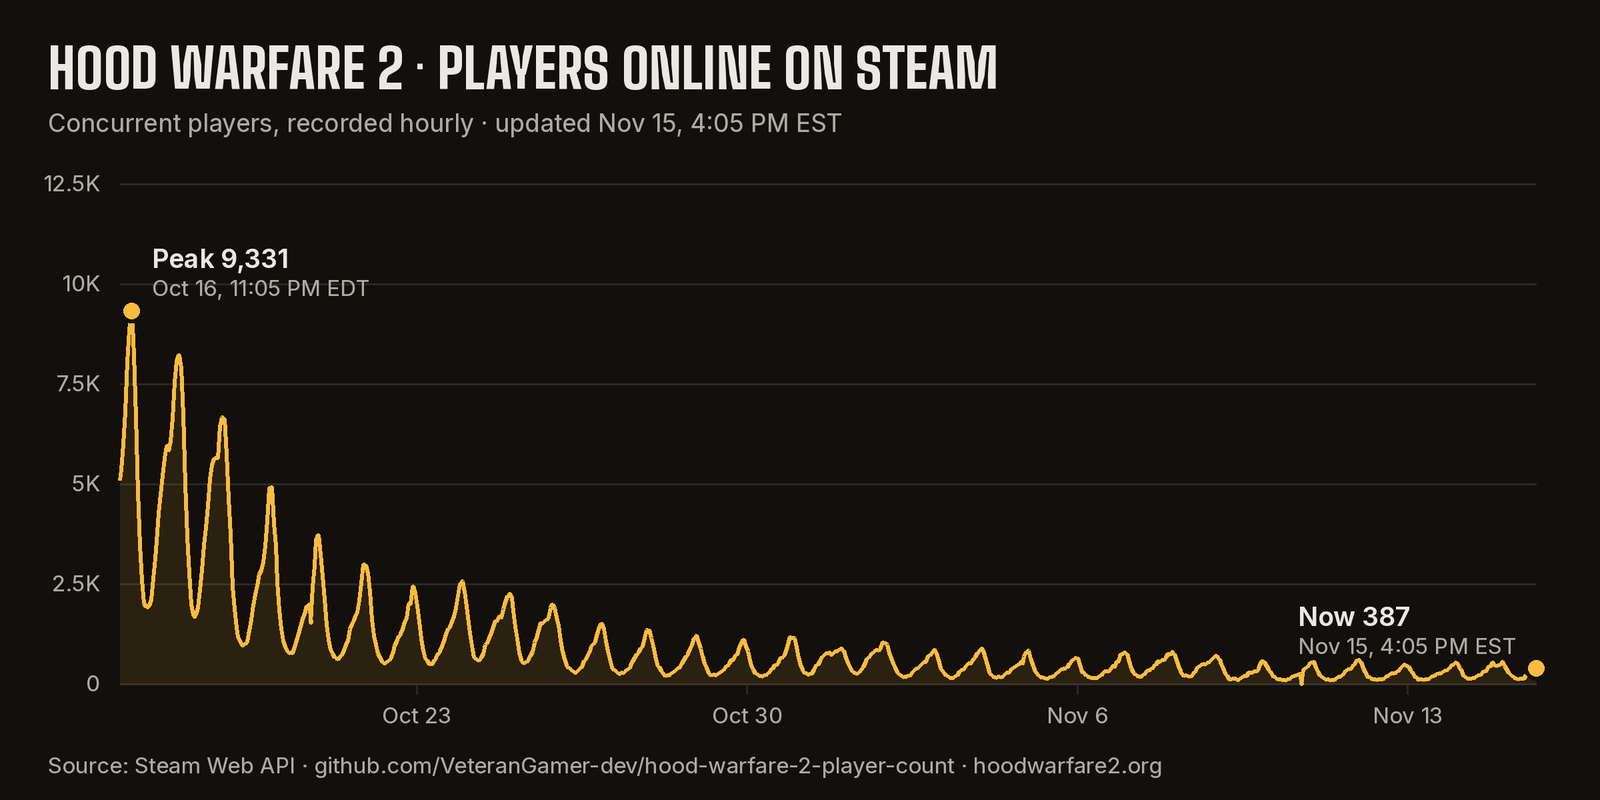 HOOD WARFARE 2 · PLAYERS ONLINE ON STEAM
Concurrent players, recorded hourly · updated Nov 15, 4:05 PM EST
12.5K
Peak 9,331
10K
Oct 16, 11:05 PM EDT
7.5K
5K
2.5K
Now 387
Nov 15, 4:05 PM EST
0
Oct 23
Oct 30
Nov 6
Nov 13
Source: Steam Web API · github.com/VeteranGamer-dev/hood-warfare-2-player-count · hoodwarfare2.org